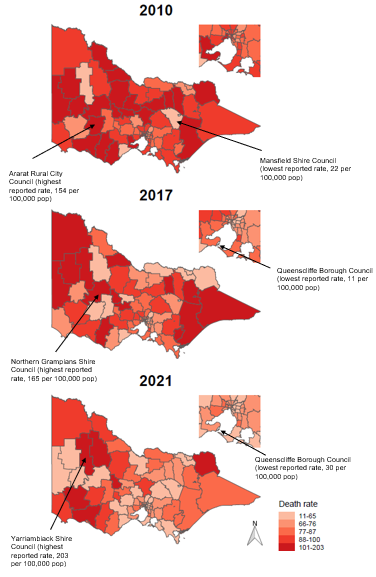 2010
Ararat Rural City
Council (highest
reported rate, 154 per
100,000 pop)
Mansfield Shire Council
(lowest reported rate, 22 per
100,000 pop)
2017
Queenscliffe Borough Council
(lowest reported rate, 11 per
100,000 pop)
Northern Grampians Shire
Council (highest reported
rate, 165 per 100,000 pop)
2021
Queenscliffe Borough Council
(lowest reported rate, 30 per
100,000 pop)
Yarriambiack Shire
Council (highest
reported rate, 203
per 100,000 pop)
N
Death rate
11-65
66-76
77-87
88-100
101-203